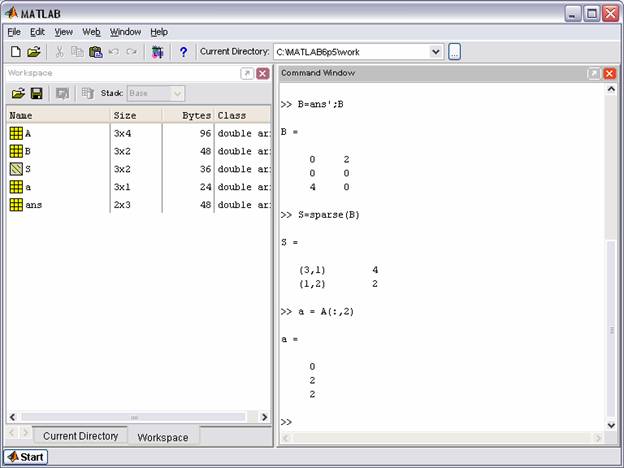 MATLAB
File Edit View Web Window Help
Current Directory: C:\MATLAB6p5\work ...
Workspace
Stack: Base
Name Size Bytes Class
A 3x4 96 double ar
B 3x2 48 double ar
S 3x2 36 double ar
a 3x1 24 double ar
ans 2x3 48 double ar
Current Directory Workspace
Command Window
>> B=ans';B
B =
0 2
0 0
4 0
>> S=sparse(B)
S =
(3,1) 4
(1,2) 2
>> a = A(:,2)
a =
0
2
2
>>
Start